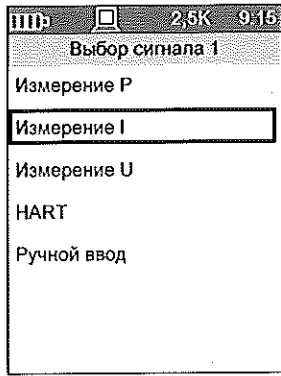 2,5K 9:15
Выбор сигнала 1
Измерение P
Измерение I
Измерение U
HART
Ручной ввод